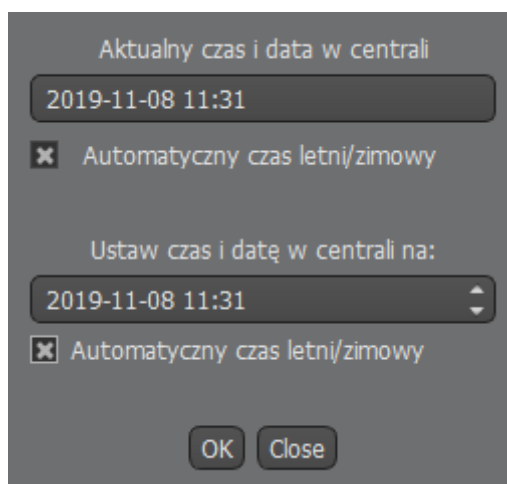 Aktualny czas i data w centrali
2019-11-08 11:31
Automatyczny czas letni/zimowy
Ustaw czas i datę w centrali na:
2019-11-08 11:31
Automatyczny czas letni/zimowy
OK Close